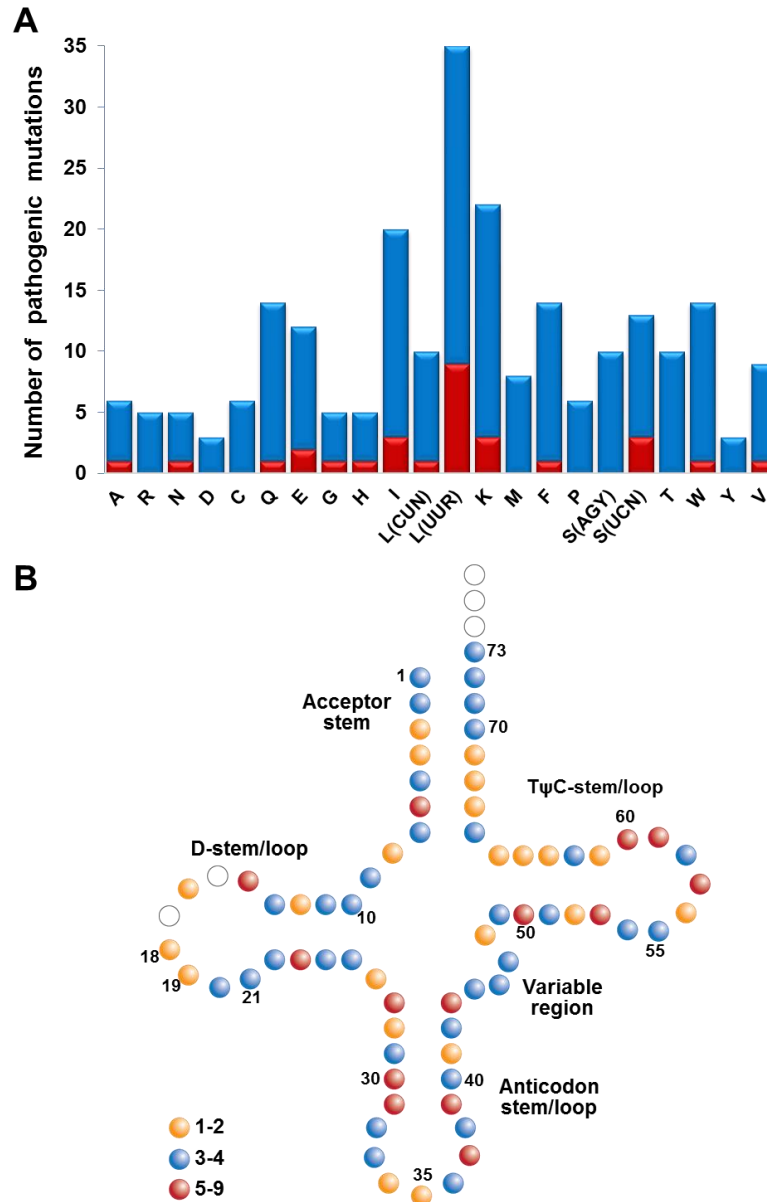 A
Number of pathogenic mutations
35
30
25
20
15
10
5
0
A
R
N
D
C
Q
E
G
H
I
L(CUN)
L(UUR)
K
M
F
P
S(AGY)
S(UCN)
T
W
Y
V
B
73
1
Acceptor
stem
70
TψC-stem/loop
60
D-stem/loop
10
50
55
18
19
21
Variable
region
30
40
Anticodon
stem/loop
35
1-2
3-4
5-9